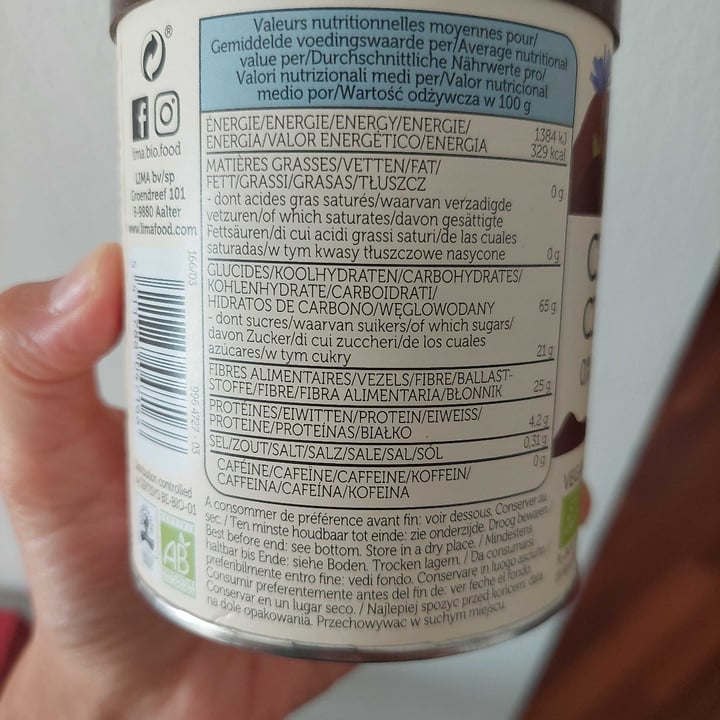 Valeurs nutritionnelles moyennes pour/
Gemiddelde voedingswaarde per/Average nutritional
value per/Durchschnittliche Nährwerte pro/
Valori nutrizionali medi per/Valor nutricional
medio por/Wartość odżywcza w 100 g
ÉNERGIE/ENERGIE/ENERGY/ENERGIE/
ENERGIA/VALOR ENERGÉTICO/ENERGIA
1384 kJ
329 kcal
MATIÈRES GRASSES/VETTEN/FAT/
FETT/GRASSI/GRASAS/TŁUSZCZ
0 g
- dont acides gras saturés/waarvan verzadigde
vetzuren/of which saturates/davon gesättigte
Fettsäuren/di cui acidi grassi saturi/de las cuales
saturadas/w tym kwasy tłuszczowe nasycone
0 g
GLUCIDES/KOOLHYDRATEN/CARBOHYDRATES/
KOHLENHYDRATE/CARBOIDRATI/
HIDRATOS DE CARBONO/WĘGLOWODANY
65 g
- dont sucres/waarvan suikers/of which sugars/
davon Zucker/di cui zuccheri/de los cuales
azúcares/w tym cukry
21 g
FIBRES ALIMENTAIRES/VEZELS/FIBRE/BALLAST-
STOFFE/FIBRE/FIBRA ALIMENTARIA/BŁONNIK
25 g
PROTÉINES/EIWITTEN/PROTEIN/EIWEISS/
PROTEINE/PROTEÍNAS/BIAŁKO
4,2 g
SEL/ZOUT/SALT/SALZ/SALE/SAL/SÓL
0,31 g
CAFÉINE/CAFEÏNE/CAFFEINE/KOFFEIN/
CAFFEINA/CAFEÍNA/KOFEINA
0 g
A consommer de préférence avant fin: voir dessous. Conserver au
sec. / Ten minste houdbaar tot einde: zie onderzijde. Droog bewaren.
Best before end: see bottom. Store in a dry place. / Mindestens
haltbar bis Ende: siehe Boden. Trocken lagern. / Da consumarsi
preferibilmente entro fine: vedi fondo. Conservare in luogo asciutto.
Consumir preferentemente antes del fin de: ver feche el fondo.
Conservar en un lugar seco. / Najlepiej spożyć przed końcem: data
na dole opakowania. Przechowywać w suchym miejscu.
lima.bio.food
LIMA bv/sp
Groendreef 101
B-9880 Aalter
www.limafood.com
166/03
996 4727 - 03
controlled
CERTISYS BE-BIO-01
AB
VEGAN